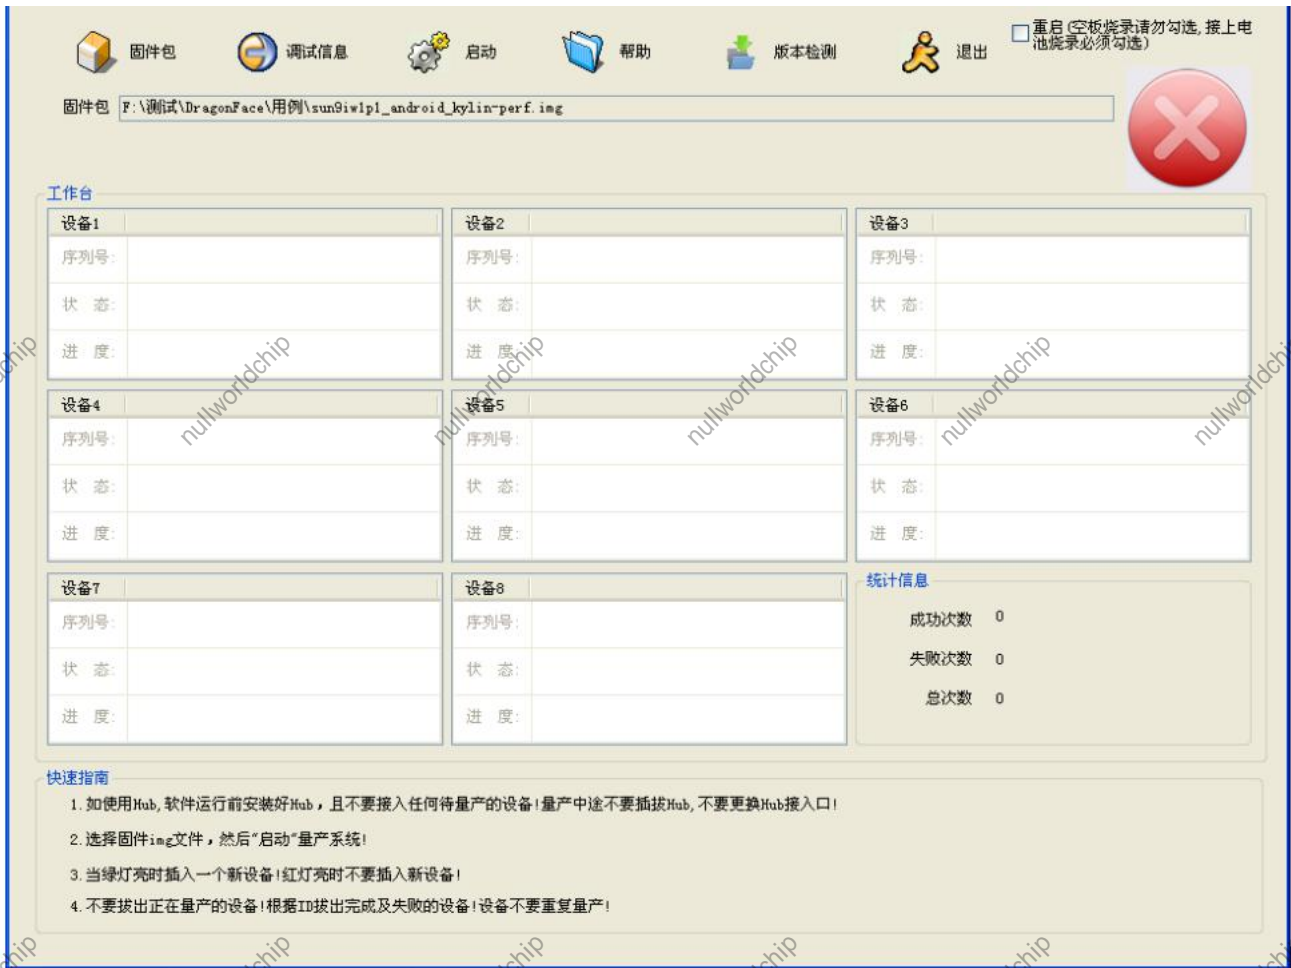 固件包 调试信息 启动 帮助 版本检测 退出 重启(空板烧录请勿勾选,接上电
池烧录必须勾选)
固件包 F:\测试\DragonFace\用例\sun9iw1p1_android_kylin-perf.img
工作台
设备1 设备2 设备3
序列号: 序列号: 序列号:
状 态: 状 态: 状 态:
进 度: 进 度: 进 度:
chip nullworldchip nullworldchip nullworldchip nullworldchip nullworldchi
设备4 设备5 设备6
序列号: 序列号: 序列号:
状 态: 状 态: 状 态:
进 度: 进 度: 进 度:
设备7 设备8 统计信息
序列号: 序列号: 成功次数 0
状 态: 状 态: 失败次数 0
进 度: 进 度: 总次数 0
快速指南
1.如使用Hub,软件运行前安装好Hub，且不要接入任何待量产的设备!量产中途不要插拔Hub,不要更换Hub接入口!
2.选择固件img文件，然后"启动"量产系统!
3.当绿灯亮时插入一个新设备!红灯亮时不要插入新设备!
4.不要拔出正在量产的设备!根据ID拔出完成及失败的设备!设备不要重复量产!
dchip chip chip chip chi